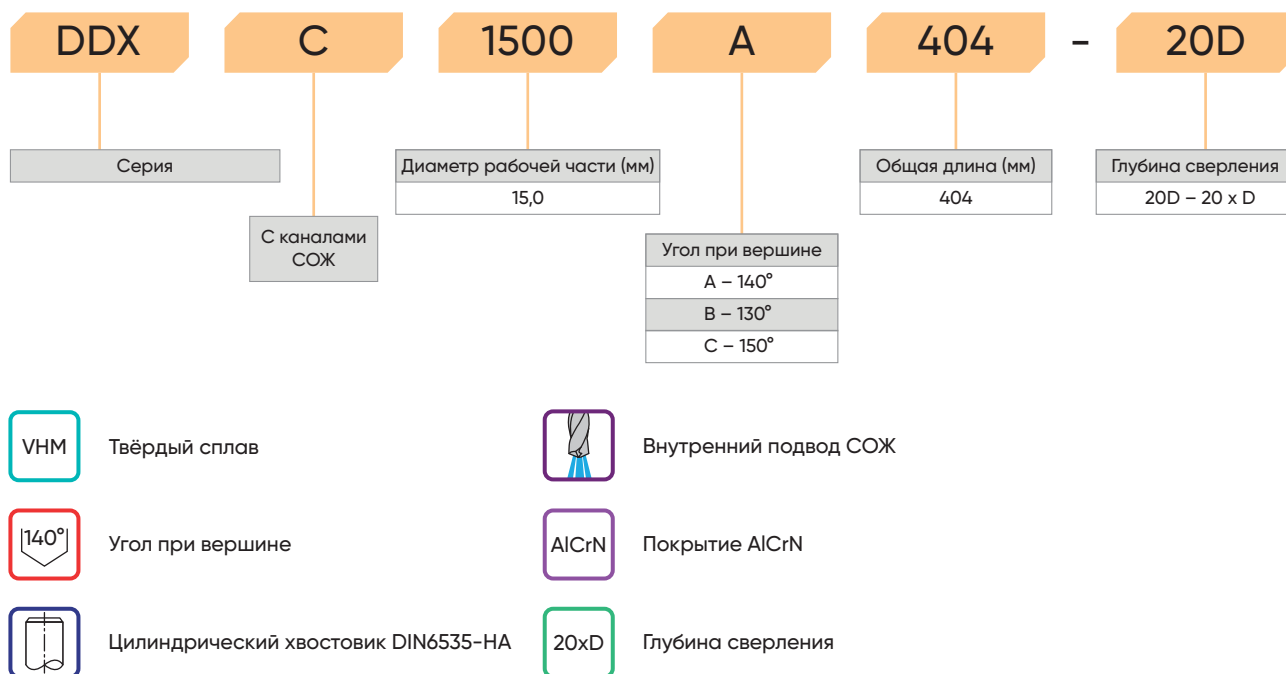 DDX C 1500 A 404 - 20D
Серия
С каналами
СОЖ
Диаметр рабочей части (мм)
15,0
Угол при вершине
A – 140°
B – 130°
C – 150°
Общая длина (мм)
404
Глубина сверления
20D – 20 x D
VHM Твёрдый сплав
Внутренний подвод СОЖ
140° Угол при вершине
AlCrN Покрытие AlCrN
Цилиндрический хвостовик DIN6535-HA
20xD Глубина сверления